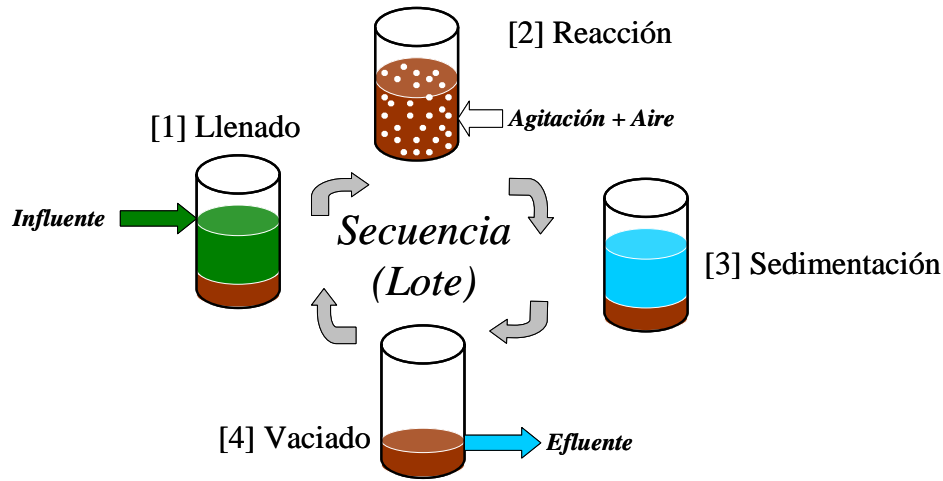 [1] Llenado
Influente
[2] Reacción
Agitación + Aire
Secuencia
(Lote)
[3] Sedimentación
[4] Vaciado
Efluente